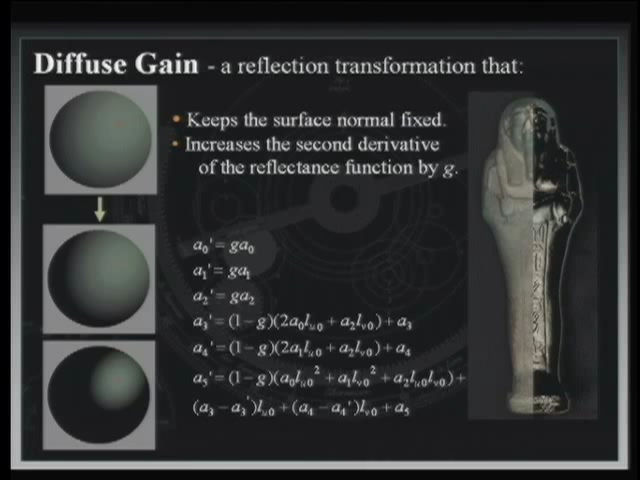 Diffuse Gain - a reflection transformation that:
• Keeps the surface normal fixed.
• Increases the second derivative
of the reflectance function by g.
a₀' = ga₀
a₁' = ga₁
a₂' = ga₂
a₃' = (1−g)(2a₀lᵤ₀ + a₂lᵥ₀) + a₃
a₄' = (1−g)(2a₁lᵤ₀ + a₂lᵥ₀) + a₄
a₅' = (1−g)(a₀lᵤ₀² + a₁lᵥ₀² + a₂lᵤ₀lᵥ₀) +
(a₃ − a₃')lᵤ₀ + (a₄ − a₄')lᵥ₀ + a₅